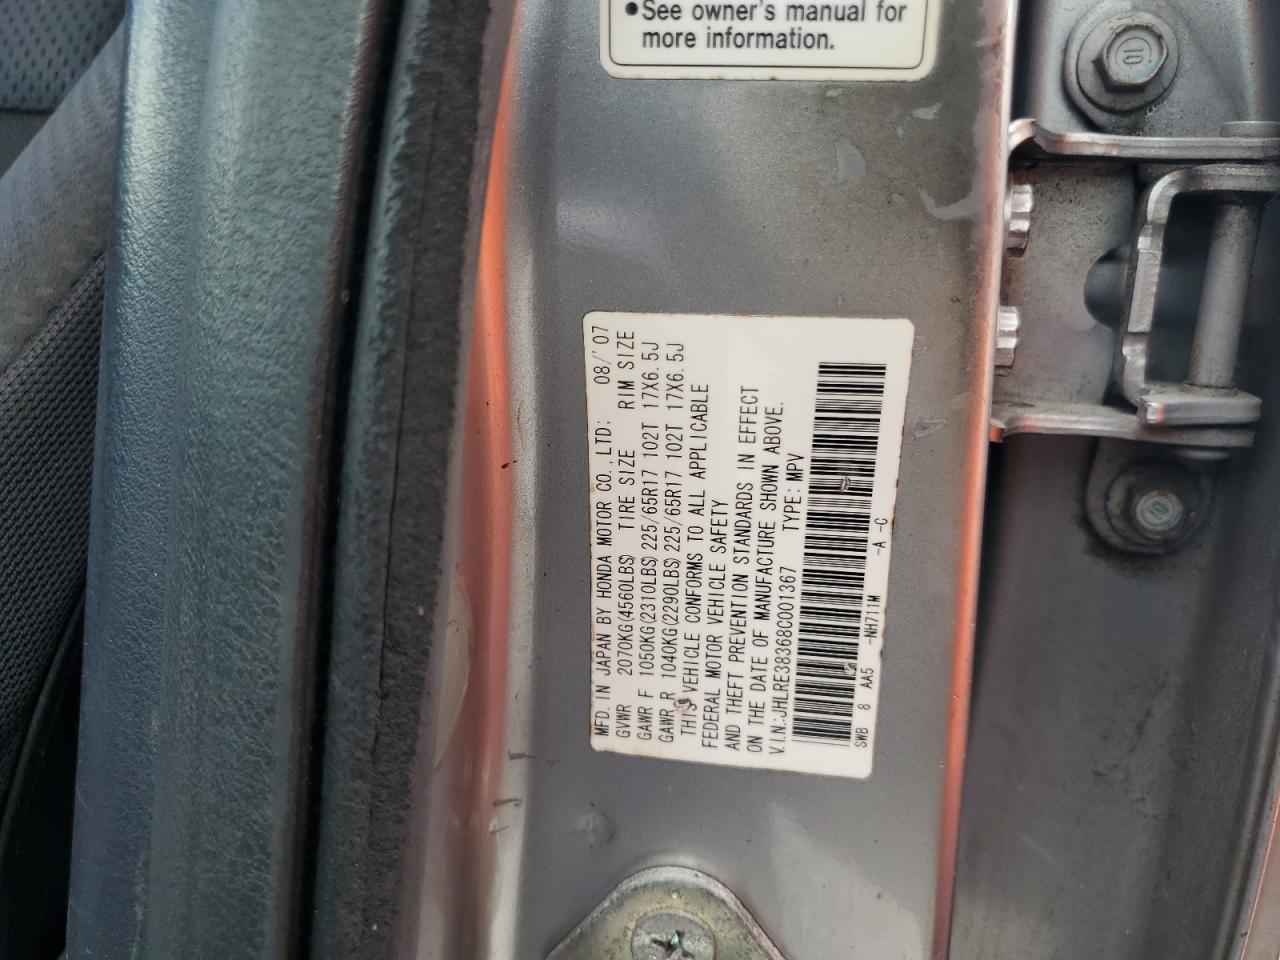 •See owner's manual for
more information.
MFD. IN JAPAN BY HONDA MOTOR CO., LTD: 08/'07
GVWR 2070KG(4560LBS) TIRE SIZE RIM SIZE
GAWR F 1050KG(2310LBS) 225/65R17 102T 17X6.5J
GAWR R 1040KG(2290LBS) 225/65R17 102T 17X6.5J
THIS VEHICLE CONFORMS TO ALL APPLICABLE
FEDERAL MOTOR VEHICLE SAFETY
AND THEFT PREVENTION STANDARDS IN EFFECT
ON THE DATE OF MANUFACTURE SHOWN ABOVE.
V.I.N.:JHLRE38368C001367 TYPE: MPV
SWB 8 AA5 -NH711M -A -C
10
10